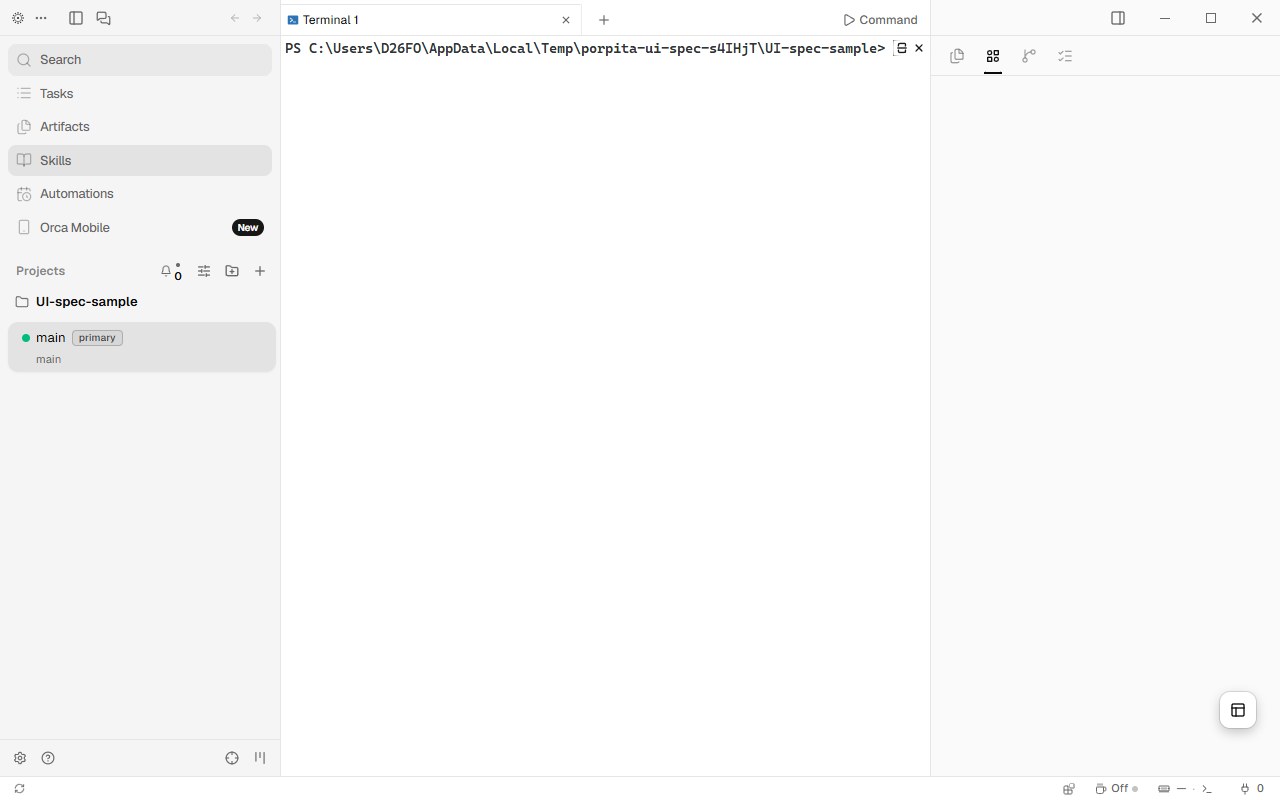 Terminal 1
Command
Search
PS C:\Users\D26FO\AppData\Local\Temp\porpita-ui-spec-s4IHjT\UI-spec-sample>
Tasks
Artifacts
Skills
Automations
Orca Mobile New
Projects 0
UI-spec-sample
main primary
main
Off
0